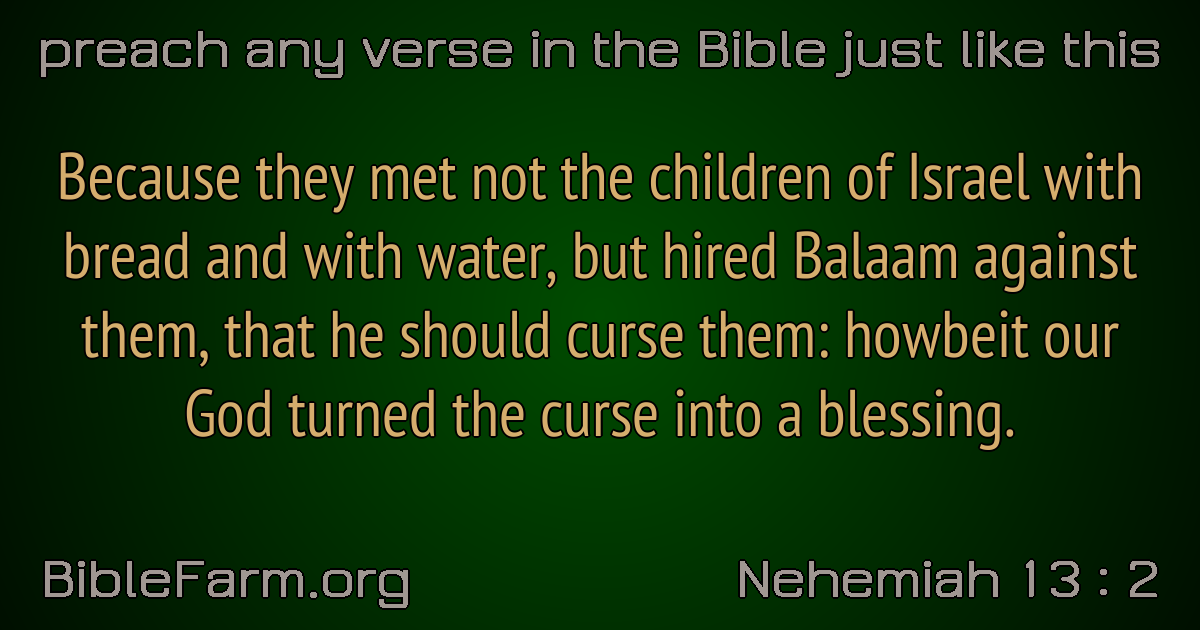 preach any verse in the Bible just like this
Because they met not the children of Israel with
bread and with water, but hired Balaam against
them, that he should curse them: howbeit our
God turned the curse into a blessing.
BibleFarm.org
Nehemiah 13 : 2